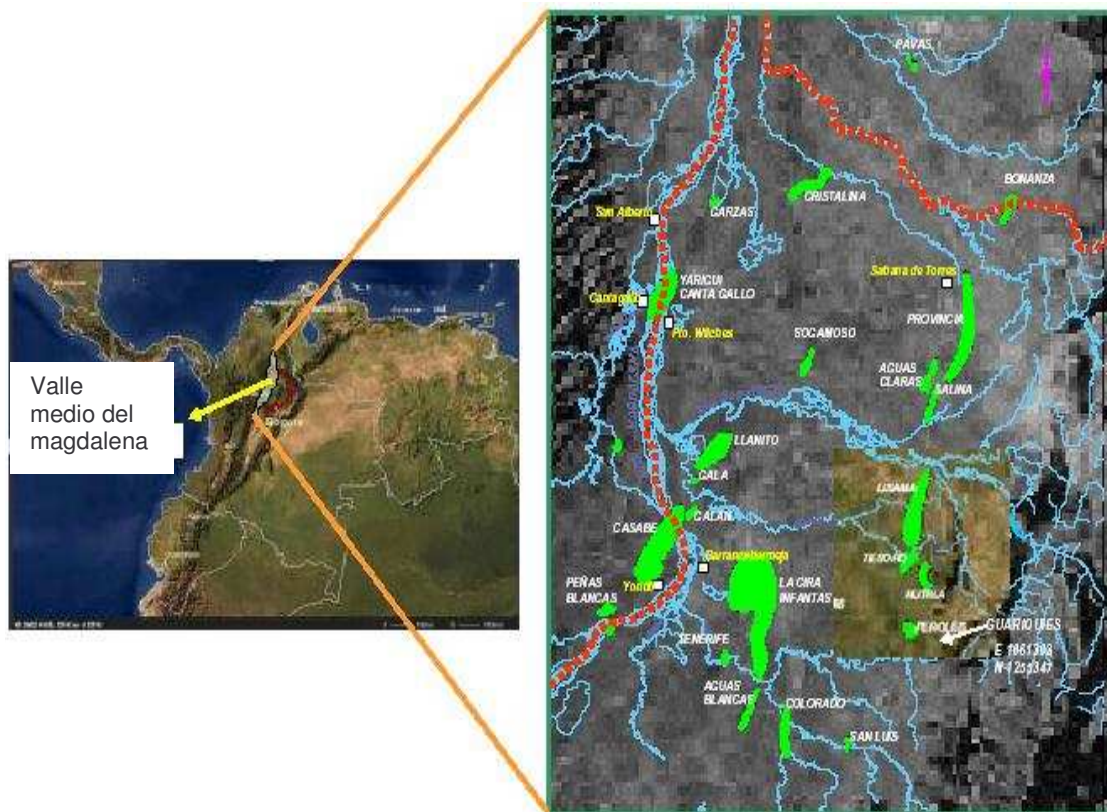 Valle
medio del
magdalena
PAVAS
BONANZA
CRISTALINA
San Alberto
GARZAS
YARIGUI
CANTA GALLO
Sabana de Torres
Cantagallo
Pto. Wilches
PROVINCIA
SOGAMOSO
AGUAS
CLARAS
SALINA
LLANITO
GALA
LISAMA
GALAN
CASABE
Barrancabermeja
TESORO
PEÑAS
BLANCAS
Yondó
LA CIRA
INFANTAS
NUTRIA
PEROLES
GUARIQUIES
TENERIFE
AGUAS
BLANCAS
COLORADO
SAN LUIS